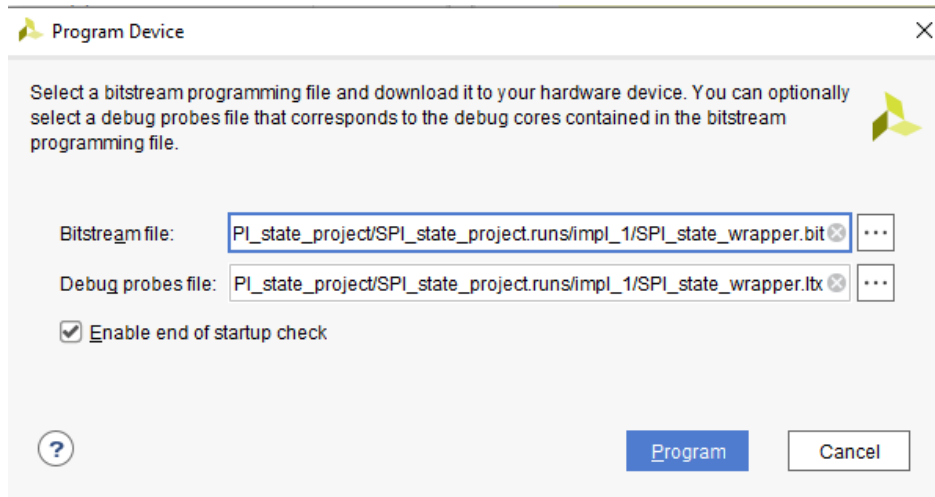 Program Device
Select a bitstream programming file and download it to your hardware device. You can optionally
select a debug probes file that corresponds to the debug cores contained in the bitstream
programming file.
Bitstream file: PI_state_project/SPI_state_project.runs/impl_1/SPI_state_wrapper.bit ...
Debug probes file: PI_state_project/SPI_state_project.runs/impl_1/SPI_state_wrapper.ltx ...
Enable end of startup check
? Program Cancel